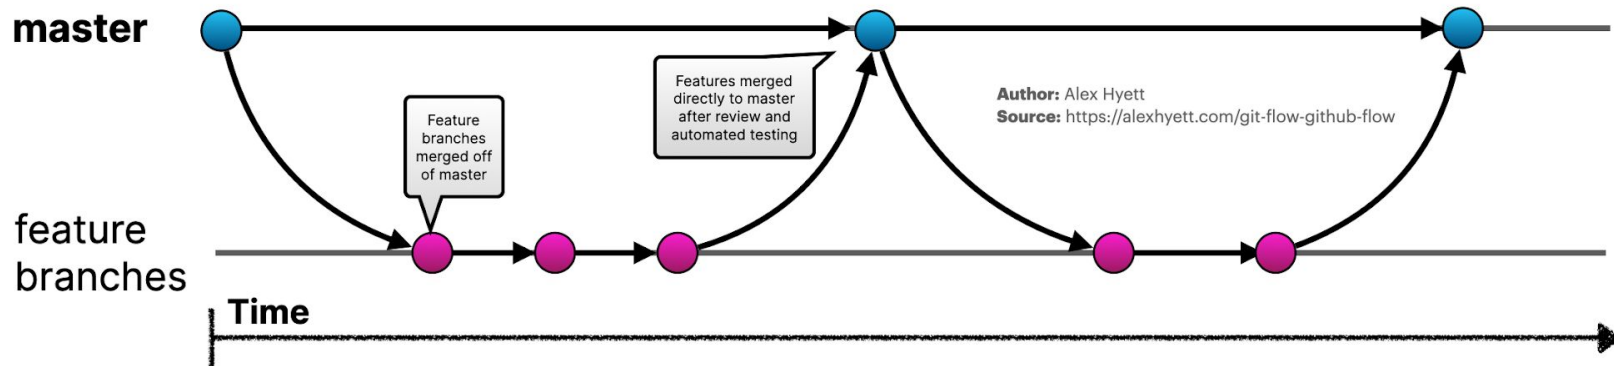 master
Feature
branches
merged off
of master
Features merged
directly to master
after review and
automated testing
Author: Alex Hyett
Source: https://alexhyett.com/git-flow-github-flow
feature
branches
Time